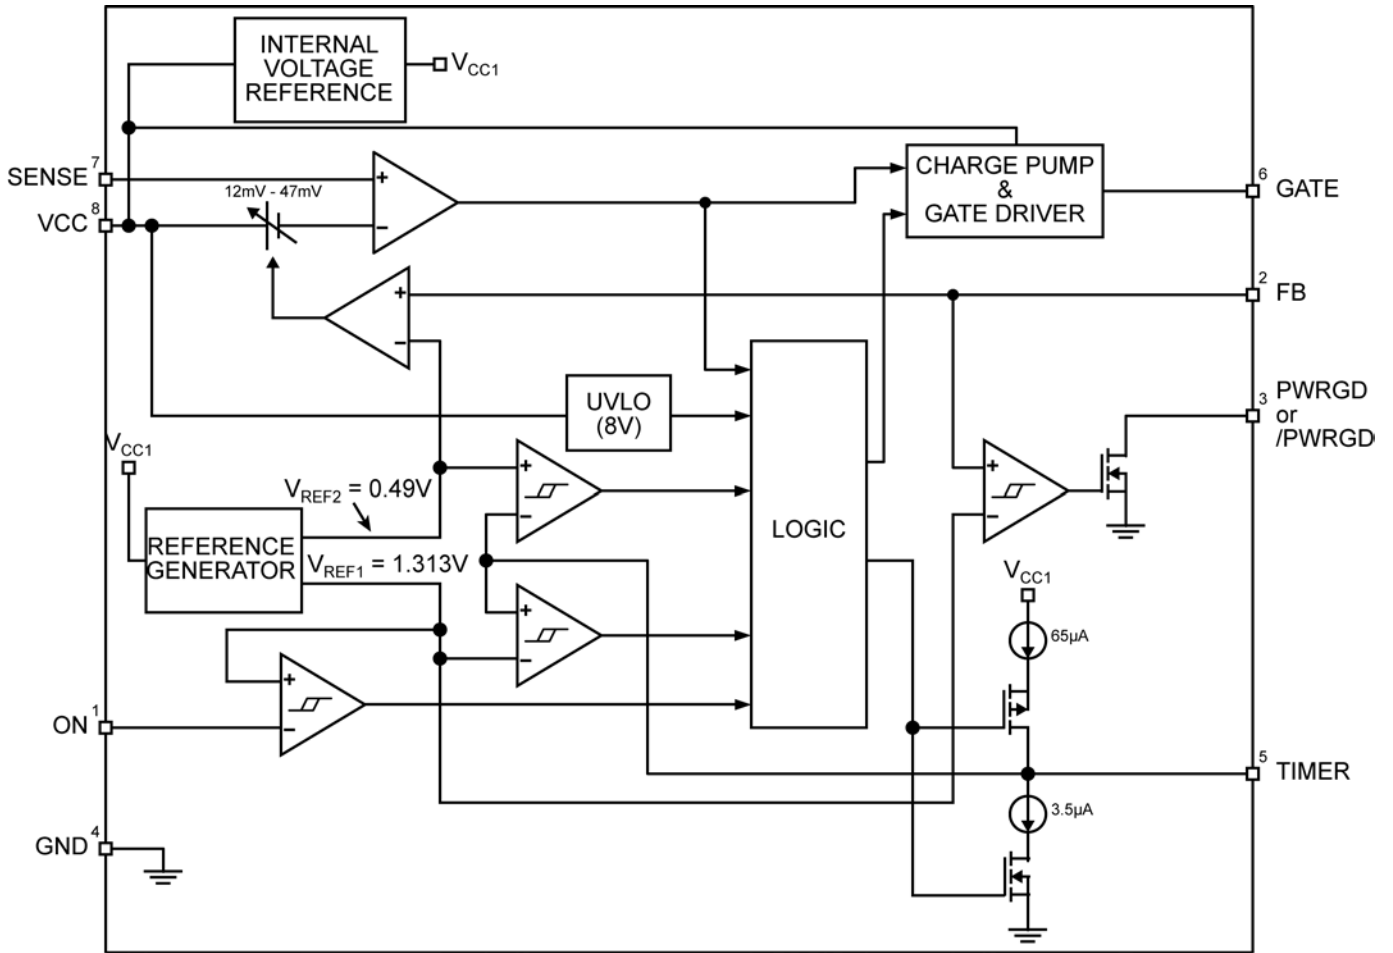 INTERNAL
VOLTAGE
REFERENCE
VCC1
SENSE 7
12mV - 47mV
VCC 8
CHARGE PUMP
&
GATE DRIVER
6 GATE
2 FB
+
−
+
−
UVLO
(8V)
3 PWRGD
or
/PWRGD
VCC1
VREF2 = 0.49V
+
−
+
−
REFERENCE
GENERATOR
VREF1 = 1.313V
LOGIC
VCC1
65µA
+
−
+
−
ON 1
5 TIMER
3.5µA
GND 4